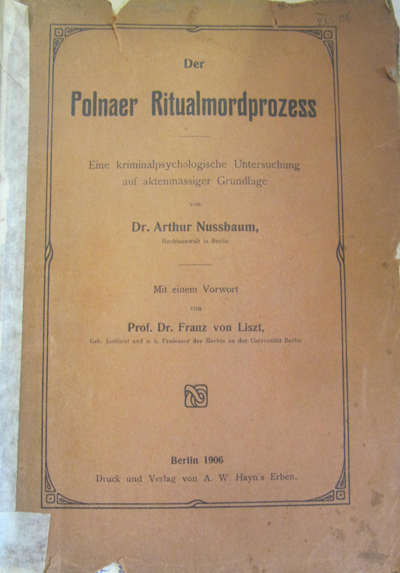 Der
Polnaer Ritualmordprozess
Eine kriminalpsychologische Untersuchung
auf aktenmässiger Grundlage
von
Dr. Arthur Nussbaum,
Rechtsanwalt in Berlin.
Mit einem Vorwort
von
Prof. Dr. Franz von Liszt,
Geh. Justizrat und o. ö. Professor der Rechte an der Universität Berlin.
Berlin 1906
Druck und Verlag von A. W. Hayn's Erben.